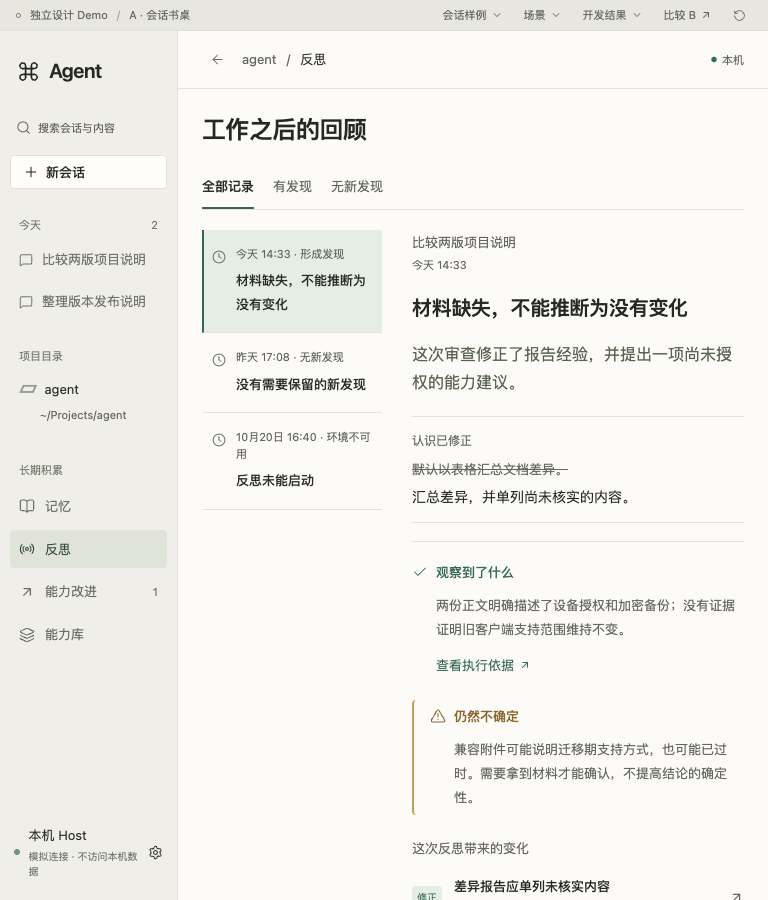 独立设计 Demo / A · 会话书桌
会话样例
场景
开发结果
比较 B
Agent
搜索会话与内容
新会话
今天
2
比较两版项目说明
整理版本发布说明
项目目录
agent
~/Projects/agent
长期积累
记忆
反思
能力改进
1
能力库
本机 Host
模拟连接 · 不访问本机数
据
agent / 反思
本机
工作之后的回顾
全部记录
有发现
无新发现
今天 14:33 · 形成发现
材料缺失，不能推断为
没有变化
昨天 17:08 · 无新发现
没有需要保留的新发现
10月20日 16:40 · 环境不可
用
反思未能启动
比较两版项目说明
今天 14:33
材料缺失，不能推断为没有变化
这次审查修正了报告经验，并提出一项尚未授
权的能力建议。
认识已修正
默认以表格汇总文档差异。
汇总差异，并单列尚未核实的内容。
观察到了什么
两份正文明确描述了设备授权和加密备份；没有证据
证明旧客户端支持范围维持不变。
查看执行依据
仍然不确定
兼容附件可能说明迁移期支持方式，也可能已过
时。需要拿到材料才能确认，不提高结论的确定
性。
这次反思带来的变化
修正
差异报告应单列未核实内容